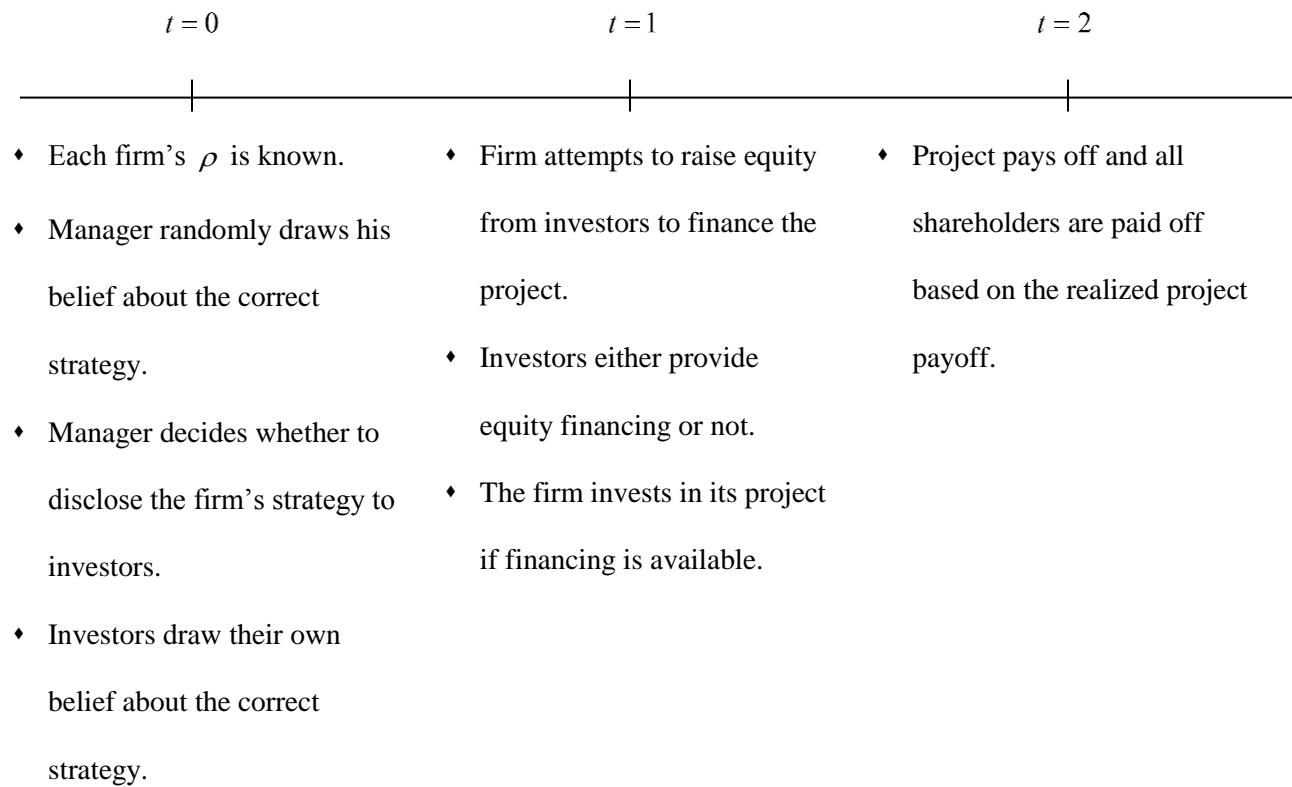 t = 0
t = 1
t = 2
♦ Each firm's ρ is known.
♦ Manager randomly draws his
belief about the correct
strategy.
♦ Manager decides whether to
disclose the firm's strategy to
investors.
♦ Investors draw their own
belief about the correct
strategy.
♦ Firm attempts to raise equity
from investors to finance the
project.
♦ Investors either provide
equity financing or not.
♦ The firm invests in its project
if financing is available.
♦ Project pays off and all
shareholders are paid off
based on the realized project
payoff.